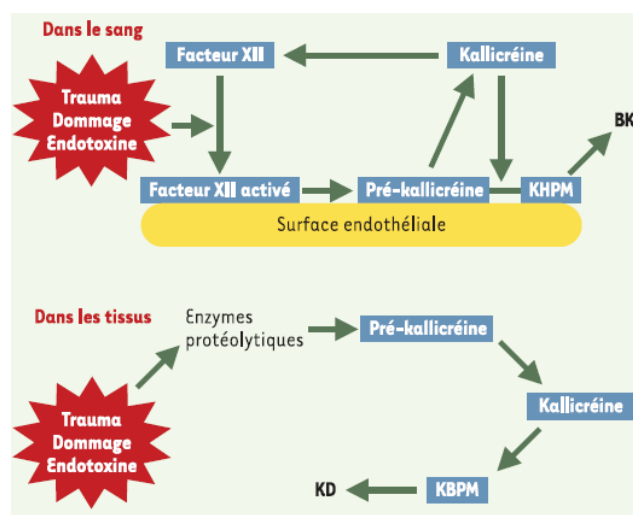 Dans le sang
Facteur XII
Kallicréine
Trauma
Dommage
Endotoxine
BK
Facteur XII activé
Pré-kallicréine
KHPM
Surface endothéliale
Dans les tissus
Enzymes
protéolytiques
Pré-kallicréine
Kallicréine
Trauma
Dommage
Endotoxine
KD
KBPM